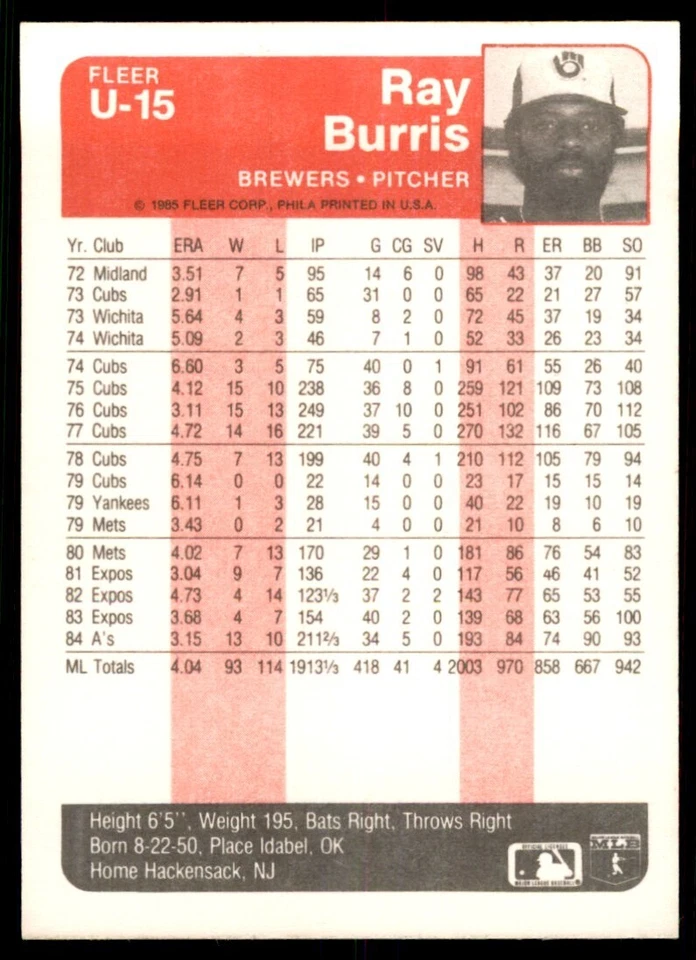 FLEER
U-15
Ray
Burris
BREWERS • PITCHER
© 1985 FLEER CORP., PHILA PRINTED IN U.S.A.
Yr. Club ERA W L IP G CG SV H R ER BB SO
72 Midland 3.51 7 5 95 14 6 0 98 43 37 20 91
73 Cubs 2.91 1 1 65 31 0 0 65 22 21 27 57
73 Wichita 5.64 4 3 59 8 2 0 72 45 37 19 34
74 Wichita 5.09 2 3 46 7 1 0 52 33 26 23 34
74 Cubs 6.60 3 5 75 40 0 1 91 61 55 26 40
75 Cubs 4.12 15 10 238 36 8 0 259 121 109 73 108
76 Cubs 3.11 15 13 249 37 10 0 251 102 86 70 112
77 Cubs 4.72 14 16 221 39 5 0 270 132 116 67 105
78 Cubs 4.75 7 13 199 40 4 1 210 112 105 79 94
79 Cubs 6.14 0 0 22 14 0 0 23 17 15 15 14
79 Yankees 6.11 1 3 28 15 0 0 40 22 19 10 19
79 Mets 3.43 0 2 21 4 0 0 21 10 8 6 10
80 Mets 4.02 7 13 170 29 1 0 181 86 76 54 83
81 Expos 3.04 9 7 136 22 4 0 117 56 46 41 52
82 Expos 4.73 4 14 123⅓ 37 2 2 143 77 65 53 55
83 Expos 3.68 4 7 154 40 2 0 139 68 63 56 100
84 A's 3.15 13 10 211⅔ 34 5 0 193 84 74 90 93
ML Totals 4.04 93 114 1913⅓ 418 41 4 2003 970 858 667 942
Height 6'5'', Weight 195, Bats Right, Throws Right
Born 8-22-50, Place Idabel, OK
Home Hackensack, NJ
OFFICIAL LICENSEE
MAJOR LEAGUE BASEBALL
MLB